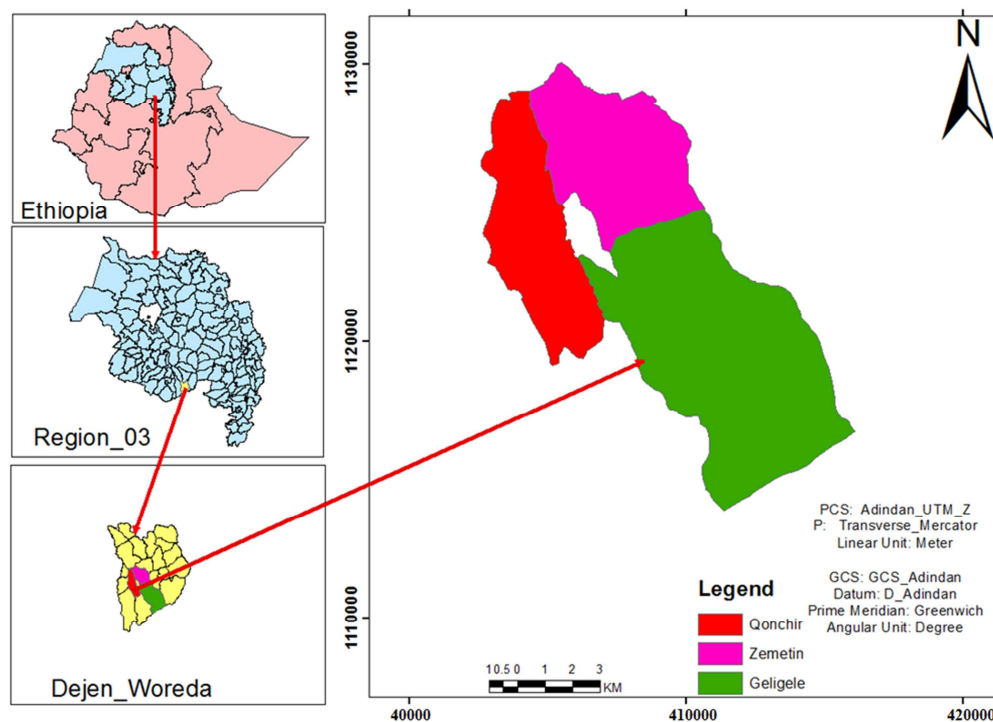 Ethiopia
Region_03
Dejen_Woreda
1130000
1120000
1110000
N
PCS: Adindan_UTM_Z
P: Transverse_Mercator
Linear Unit: Meter
GCS: GCS_Adindan
Datum: D_Adindan
Prime Meridian: Greenwich
Angular Unit: Degree
Legend
Qonchir
Zemetin
Geligele
1 0.5 0 1 2 3
KM
40000 410000 420000